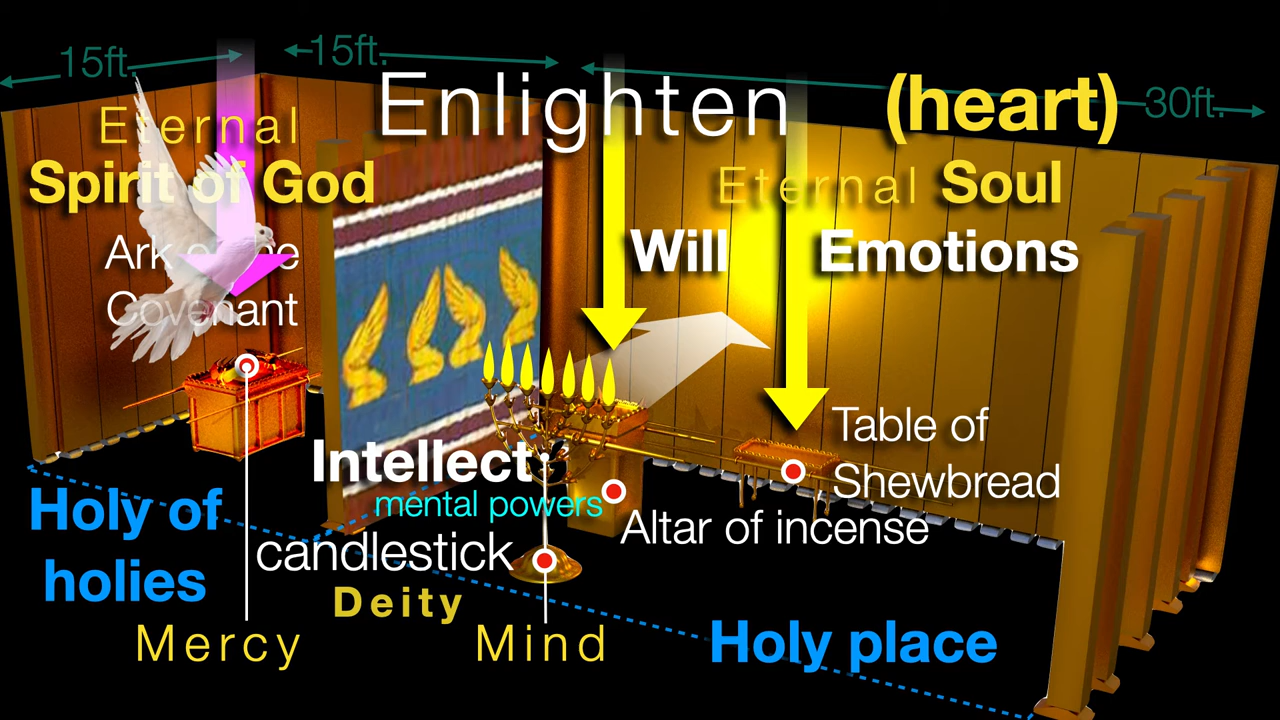 15ft.
15ft.
30ft.
Enlighten
(heart)
Eternal
Spirit of God
Eternal Soul
Ark of the
Covenant
Will
Emotions
Intellect
mental powers
Table of
Shewbread
Altar of incense
candlestick
Deity
Holy of
holies
Mercy
Mind
Holy place